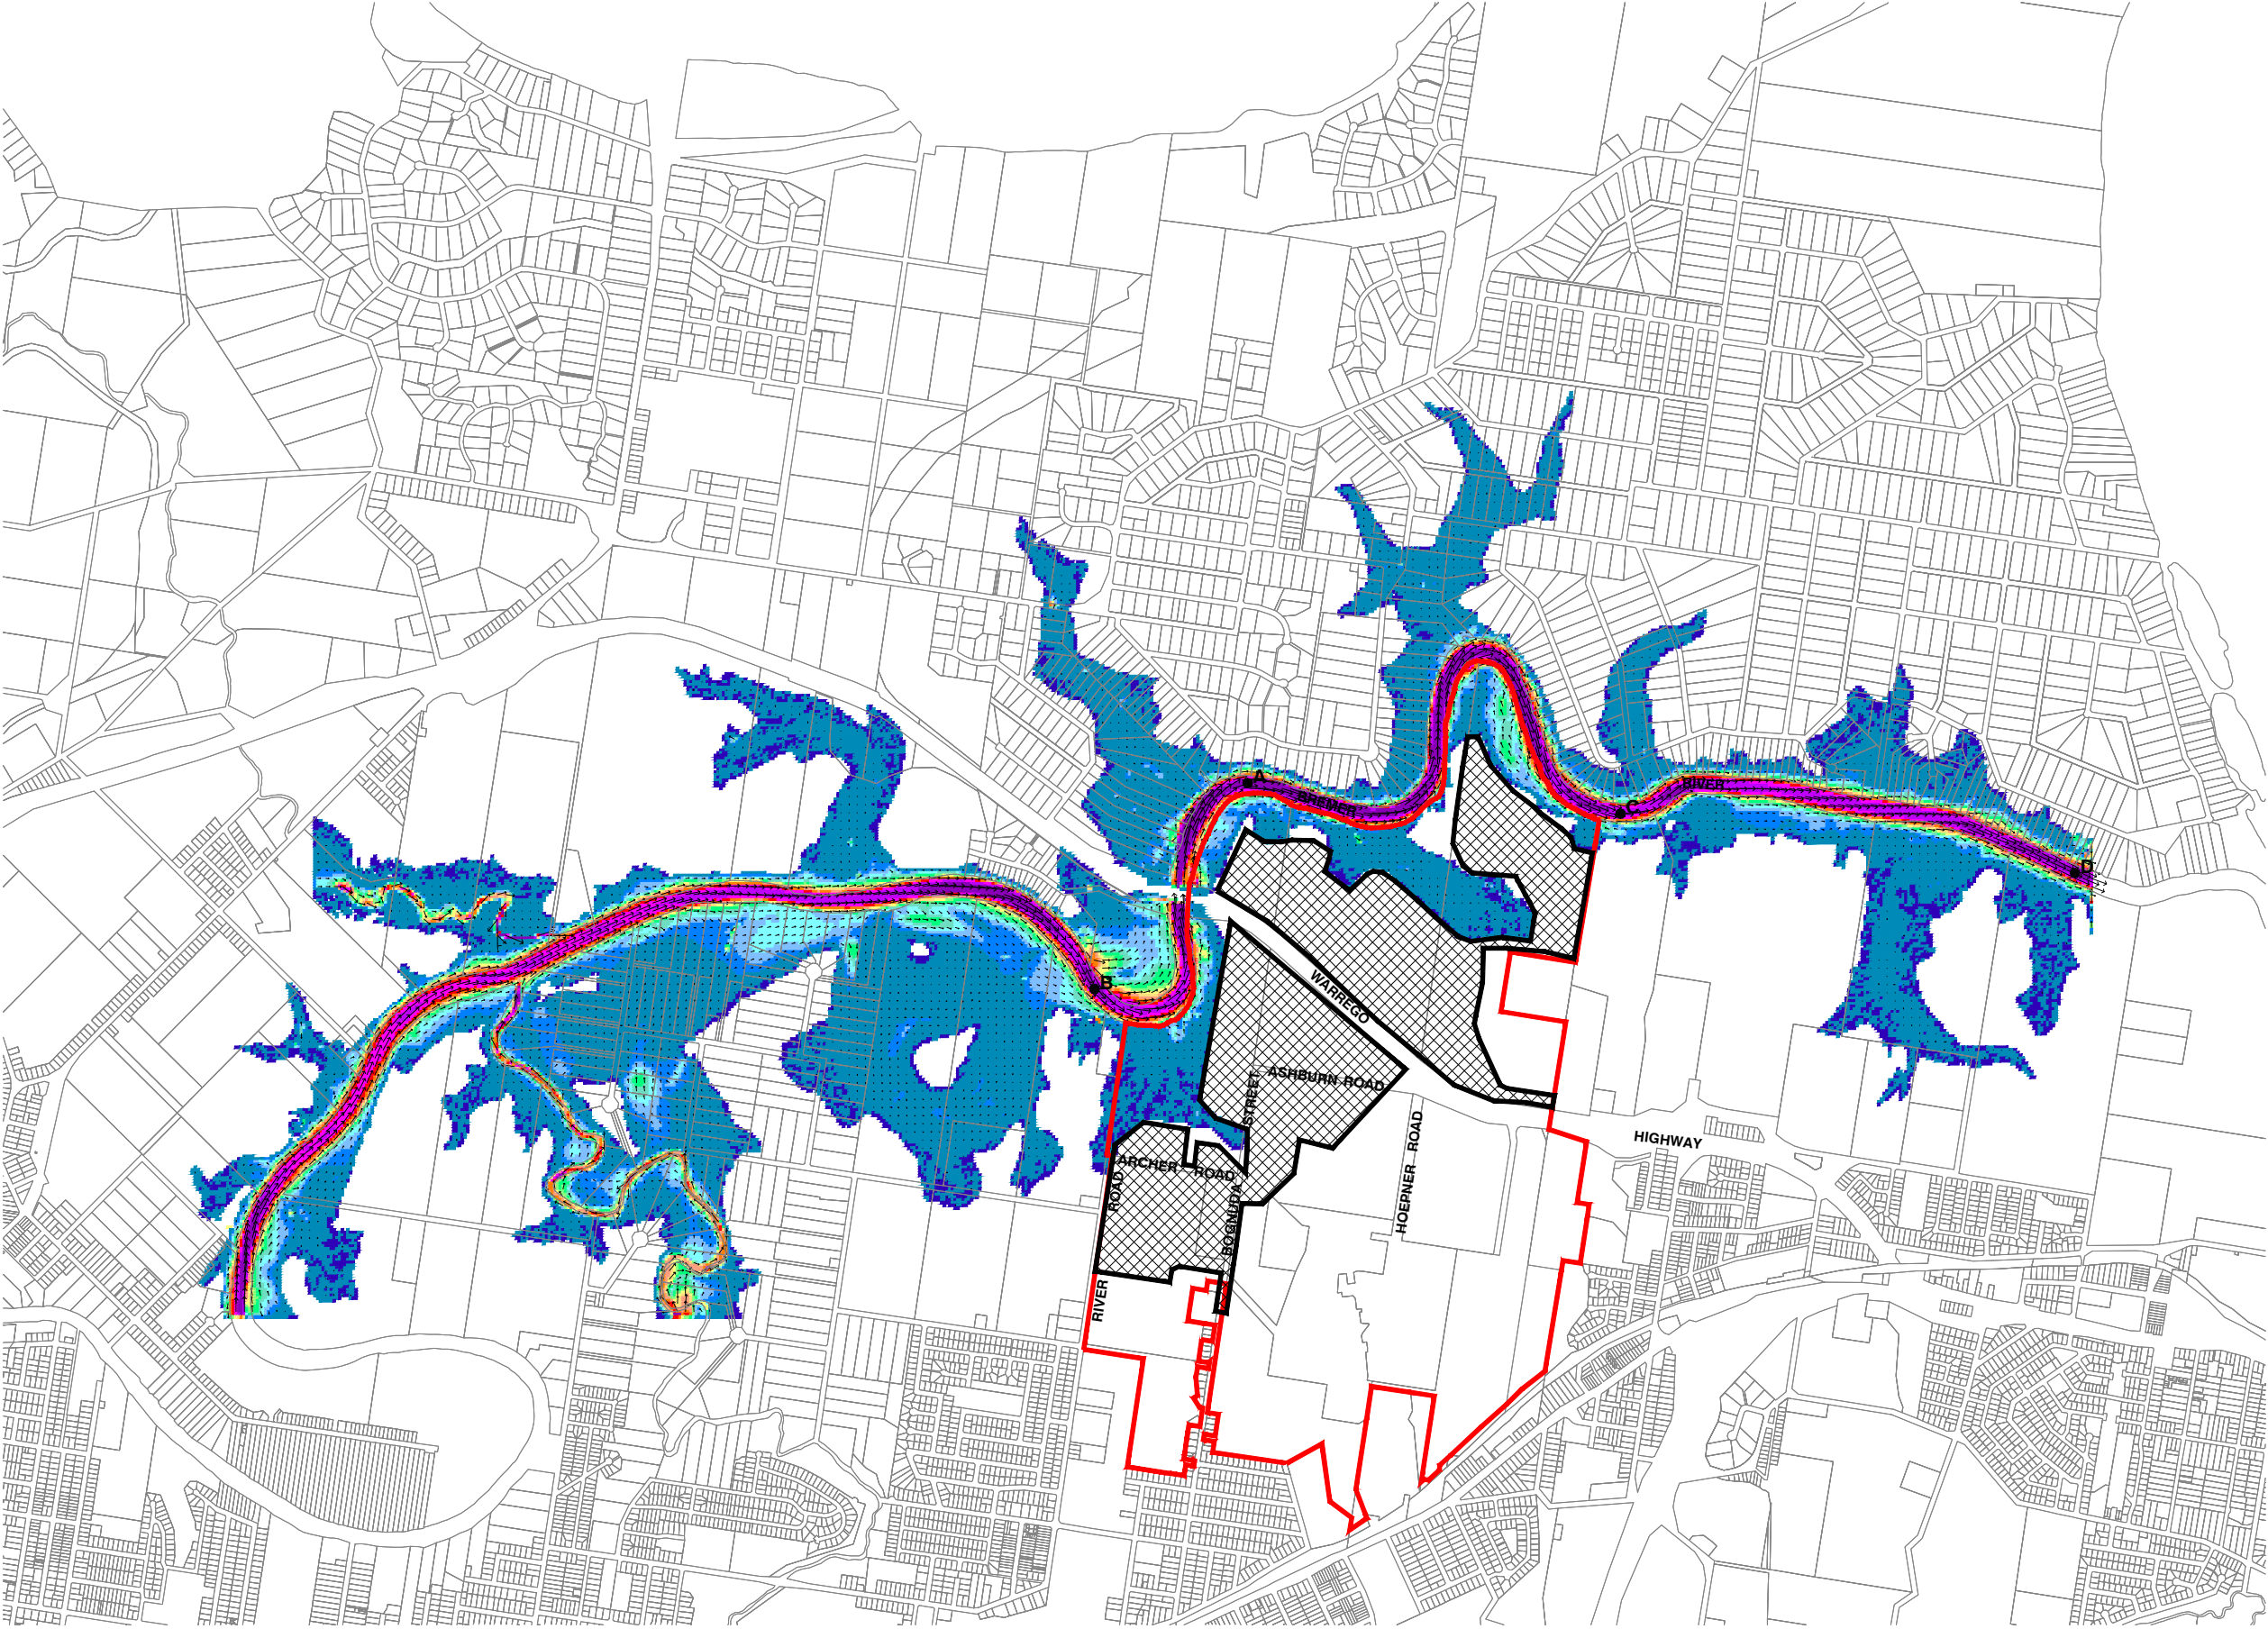 A
BREMER
RIVER
C
D
B
WARREGO
ASHBURN ROAD
STREET
HIGHWAY
HOEPNER ROAD
ARCHER ROAD
ROAD
BOGNUDA
RIVER